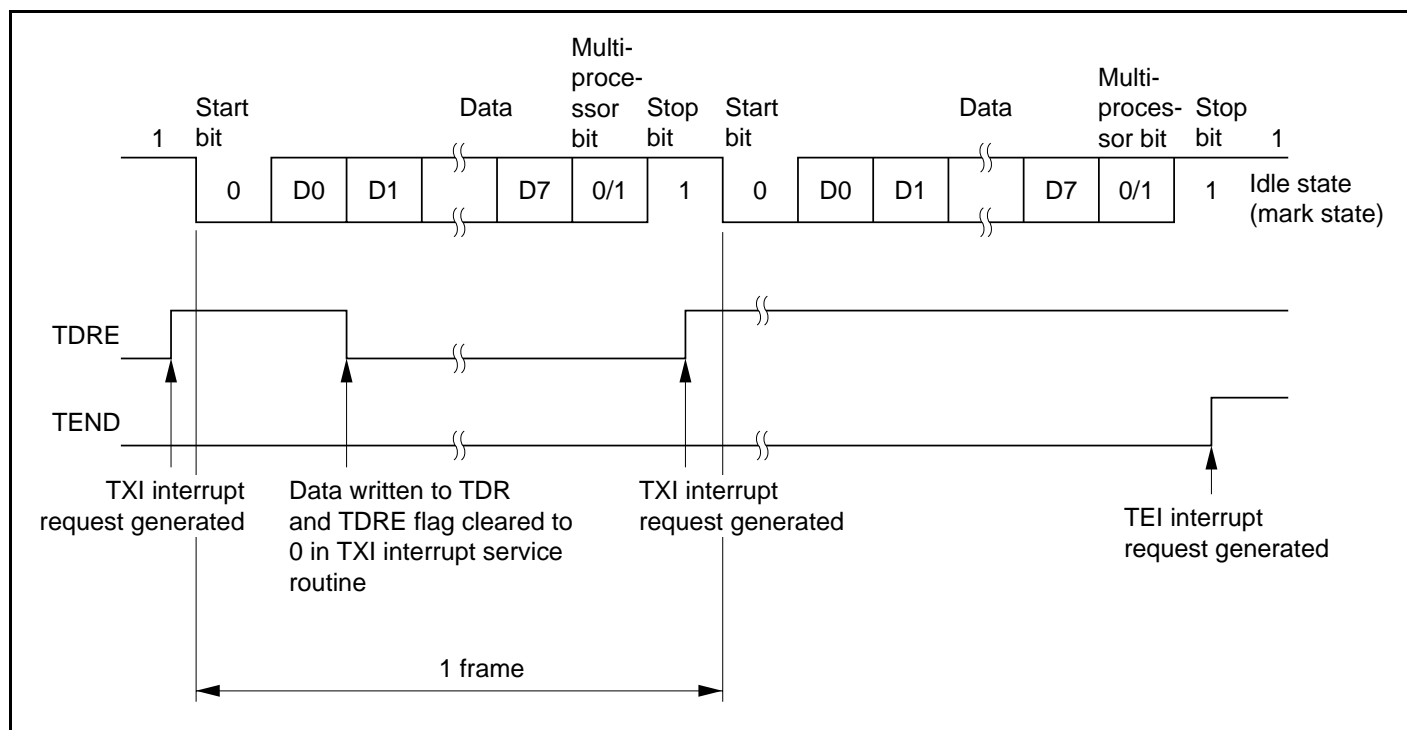 Multi-
proce-
ssor
bit
Multi-
proces-
sor bit
Start
bit
Data
Stop
bit
Start
bit
Data
Stop
bit
1
1
0
D0
D1
D7
0/1
1
0
D0
D1
D7
0/1
1
Idle state
(mark state)
TDRE
TEND
TXI interrupt
request generated
Data written to TDR
and TDRE flag cleared to
0 in TXI interrupt service
routine
TXI interrupt
request generated
TEI interrupt
request generated
1 frame